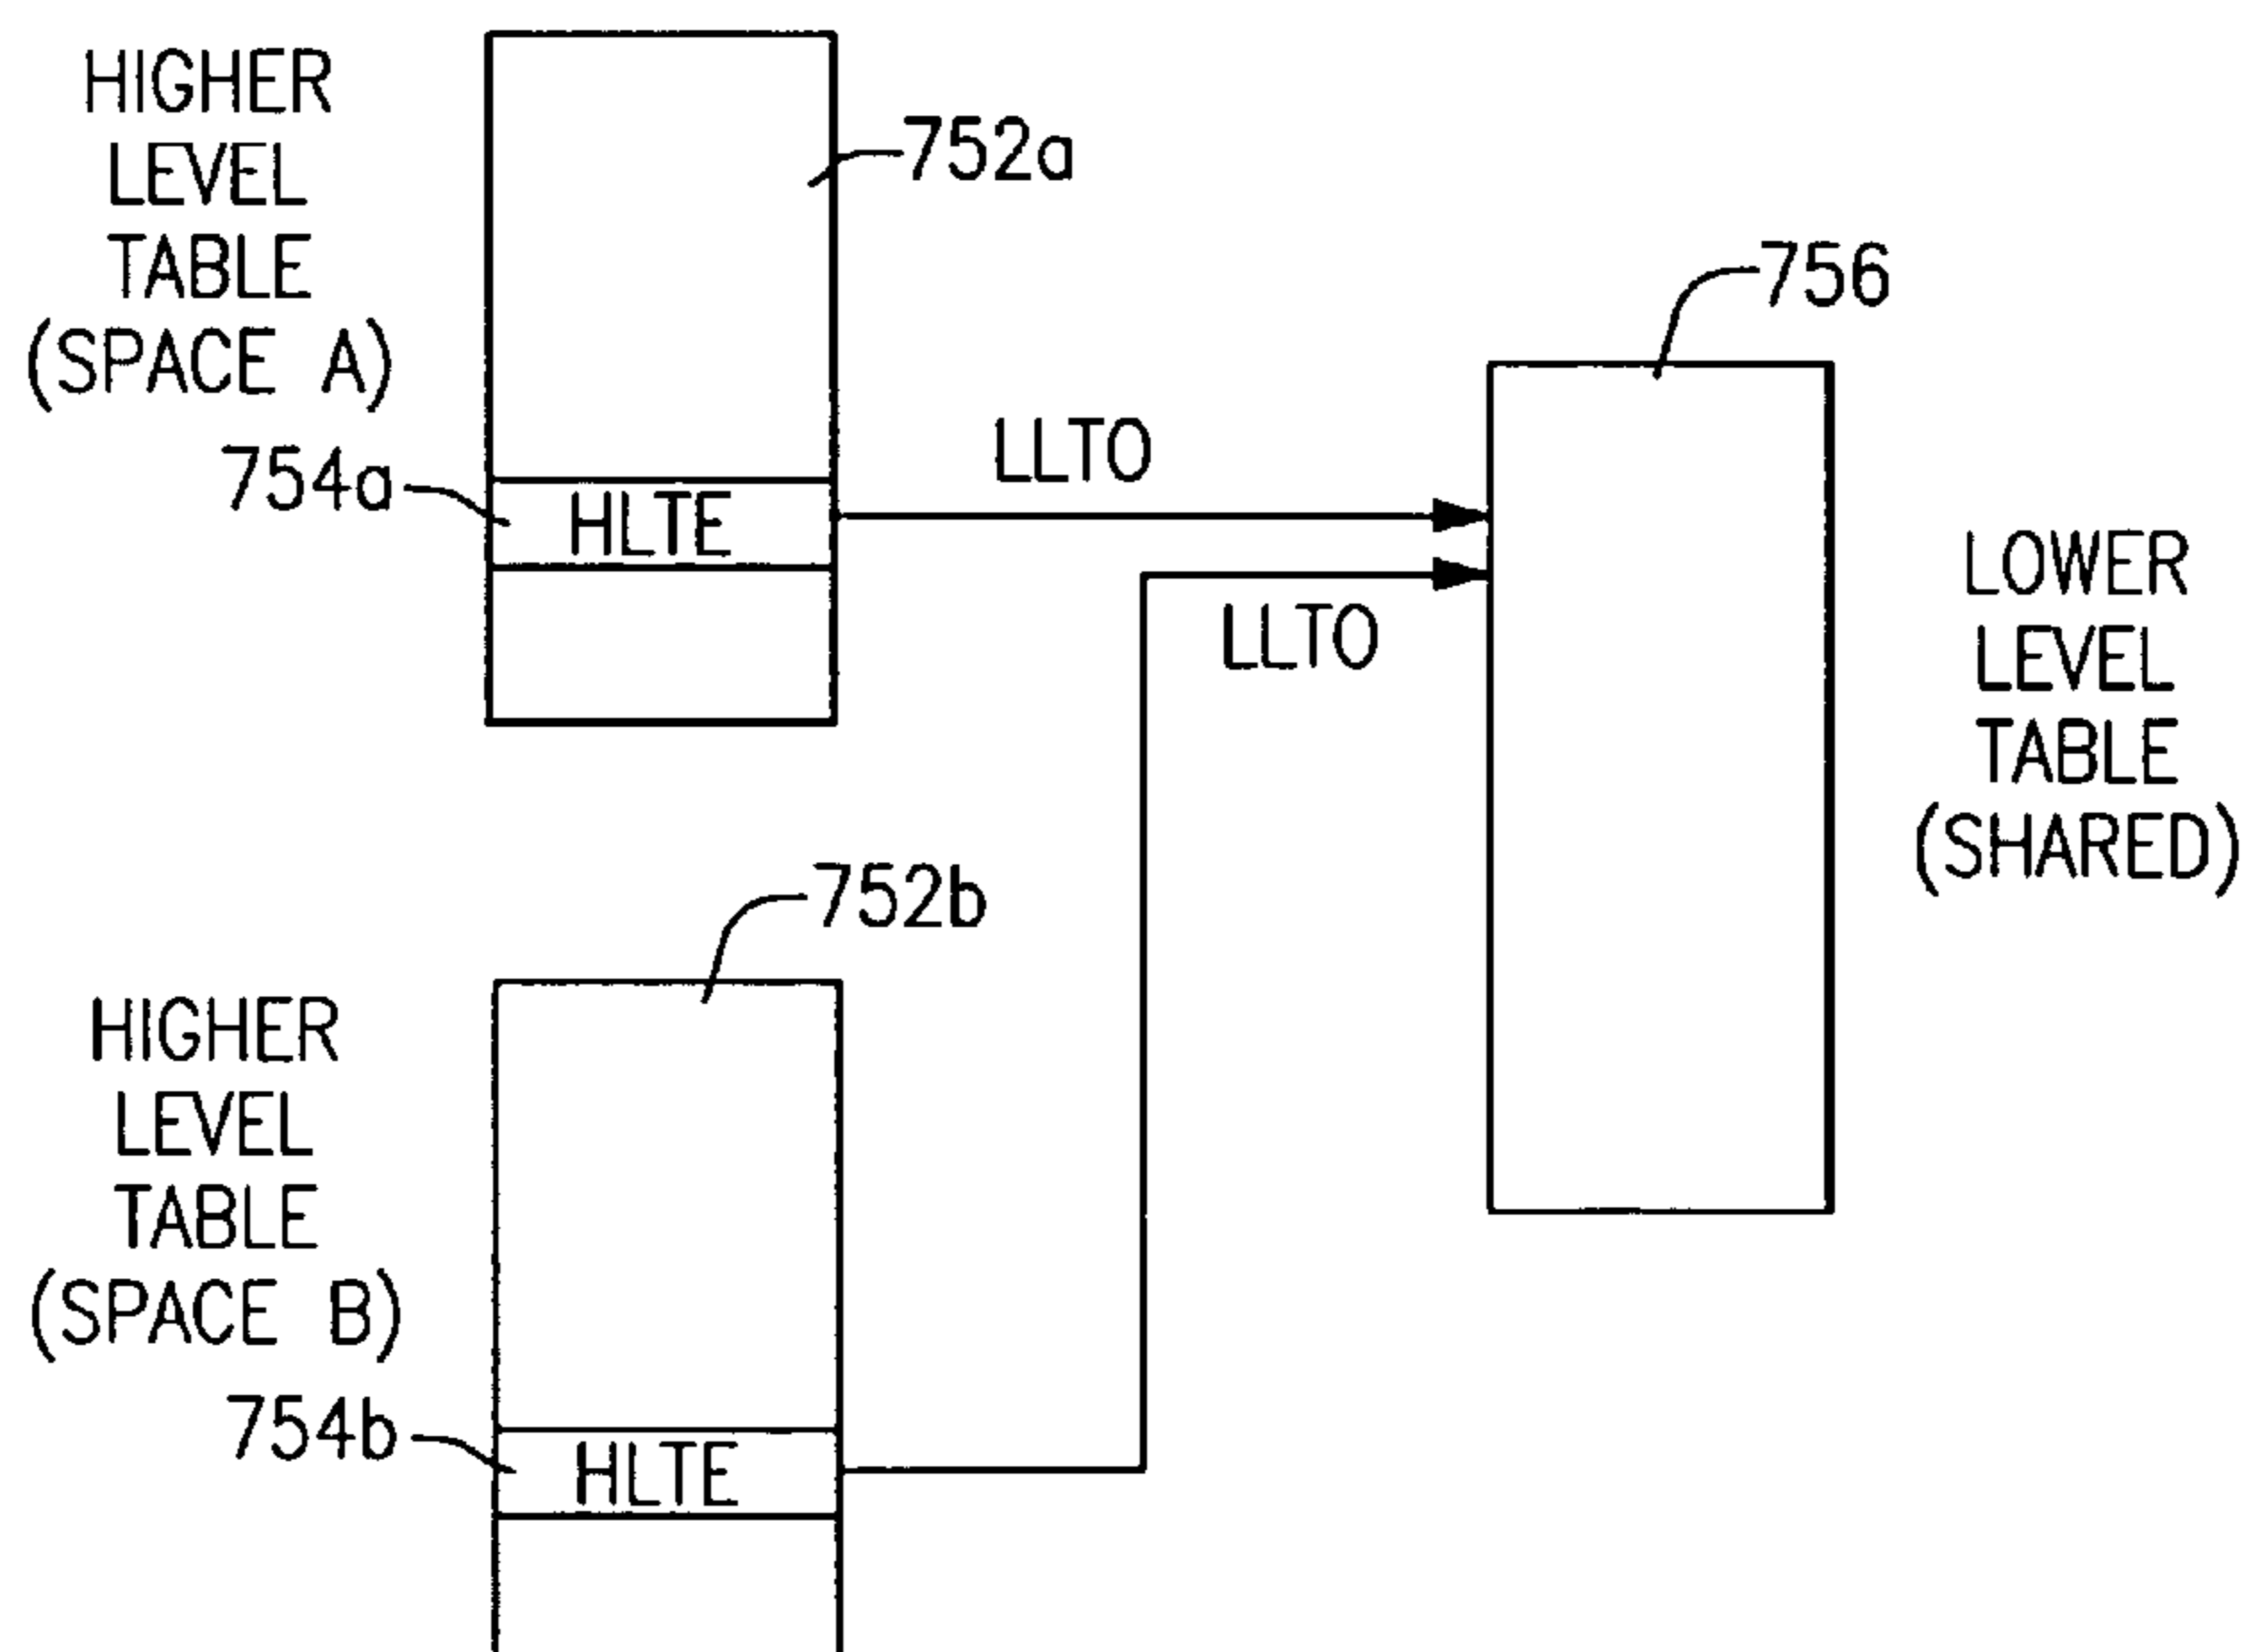 HIGHER
LEVEL
TABLE
(SPACE A)
752a
754a
HLTE
LLTO
756
LLTO
LOWER
LEVEL
TABLE
(SHARED)
752b
HIGHER
LEVEL
TABLE
(SPACE B)
754b
HLTE